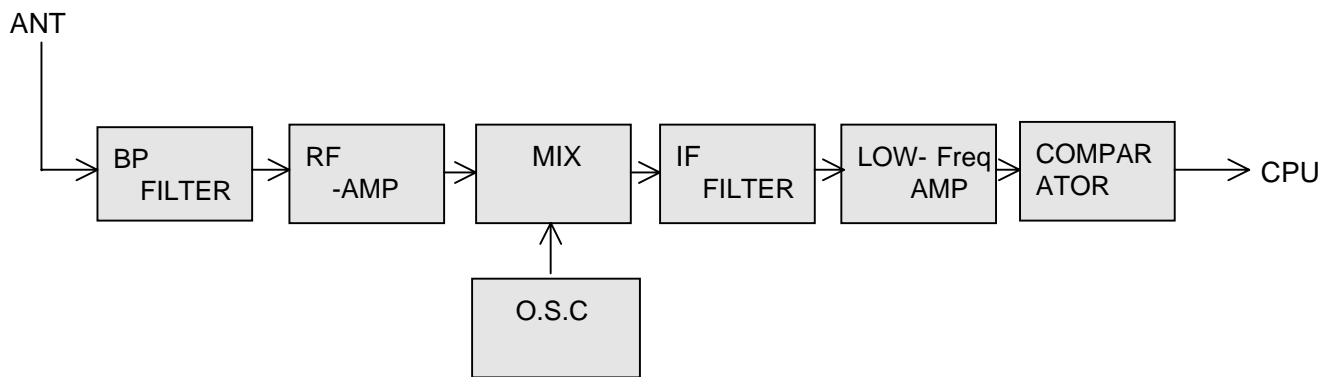 ANT
BP
FILTER
RF
-AMP
MIX
IF
FILTER
LOW- Freq
AMP
COMPAR
ATOR
CPU
O.S.C